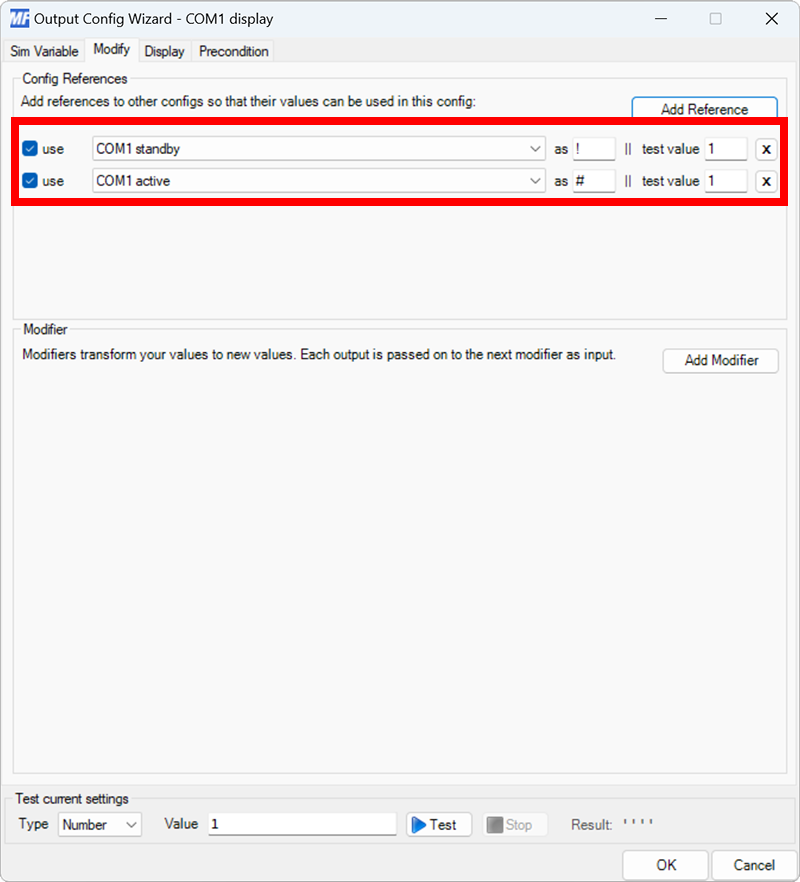 MF Output Config Wizard - COM1 display
Sim Variable Modify Display Precondition
Config References
Add references to other configs so that their values can be used in this config:
Add Reference
use COM1 standby as ! || test value 1 x
use COM1 active as # || test value 1 x
Modifier
Modifiers transform your values to new values. Each output is passed on to the next modifier as input.
Add Modifier
Test current settings
Type Number Value 1 Test Stop Result: ' ' ' '
OK Cancel